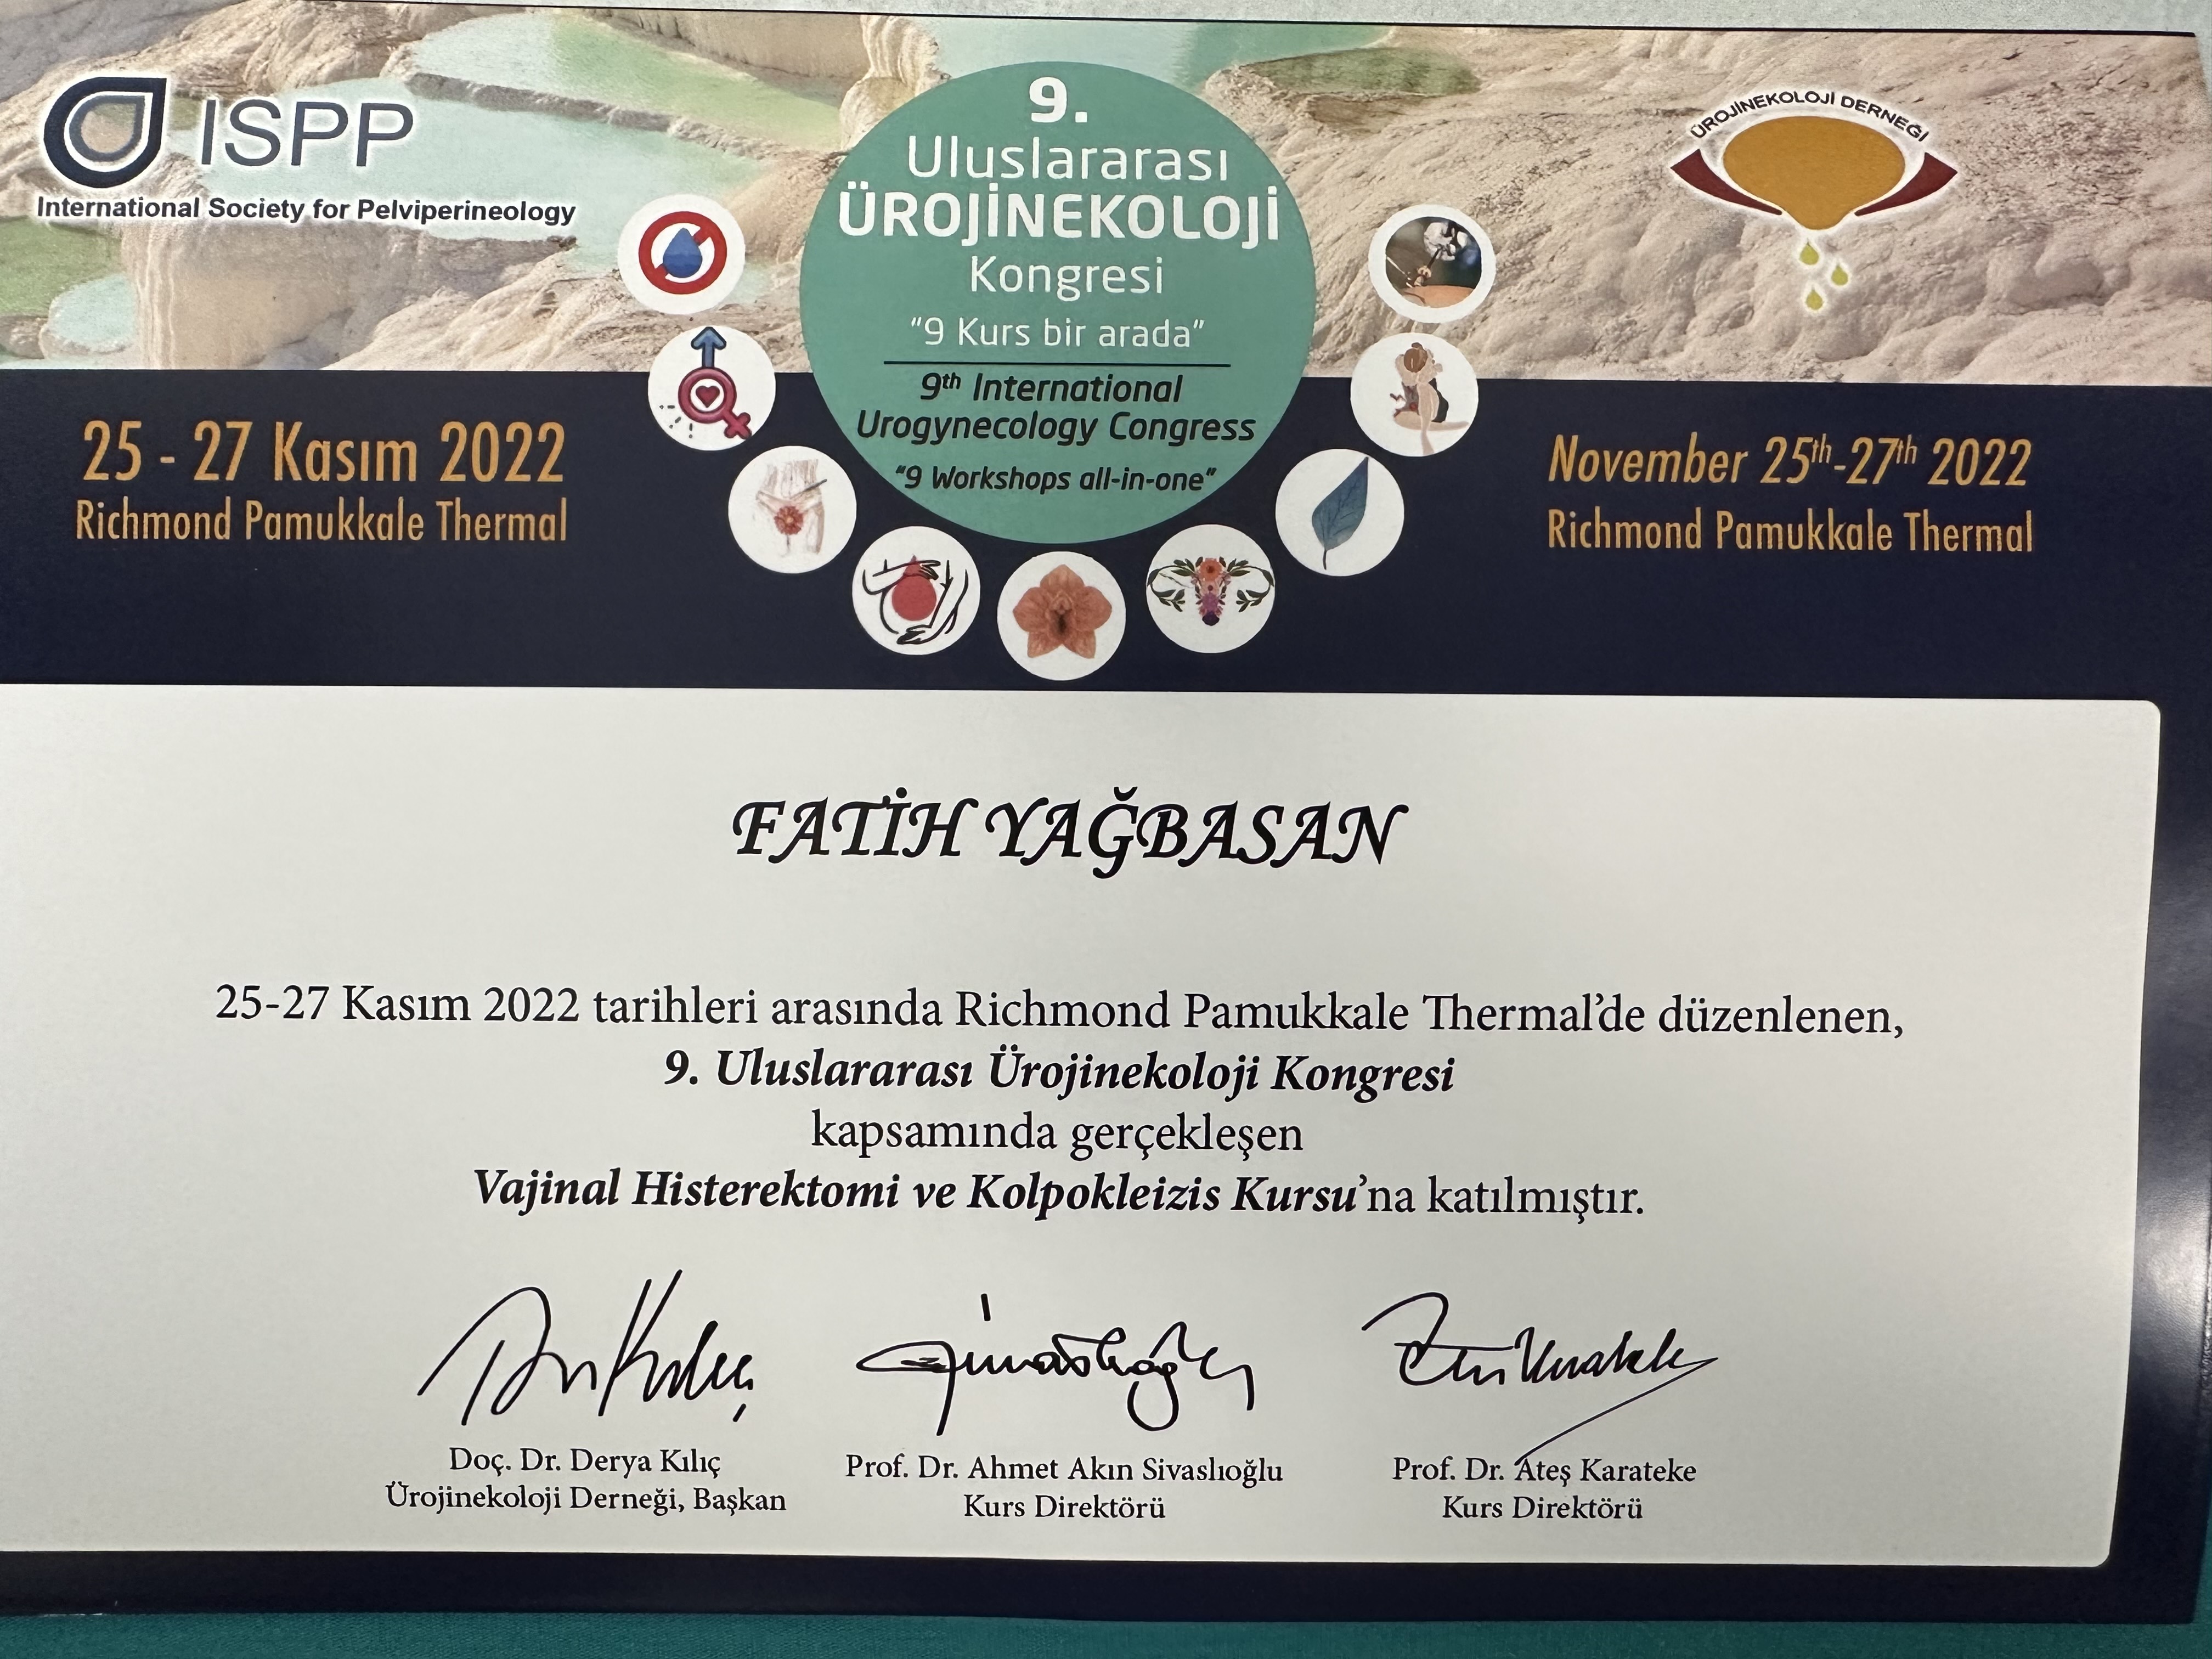 ISPP
International Society for Pelviperineology
9.
Uluslararası
ÜROJİNEKOLOJİ
Kongresi
"9 Kurs bir arada"
9th International
Urogynecology Congress
"9 Workshops all-in-one"
ÜROJİNEKOLOJİ DERNEĞİ
25 - 27 Kasım 2022
Richmond Pamukkale Thermal
November 25th-27th 2022
Richmond Pamukkale Thermal
FATİH YAĞBASAN
25-27 Kasım 2022 tarihleri arasında Richmond Pamukkale Thermal'de düzenlenen,
9. Uluslararası Ürojinekoloji Kongresi
kapsamında gerçekleşen
Vajinal Histerektomi ve Kolpokleizis Kursu'na katılmıştır.
Doç. Dr. Derya Kılıç
Ürojinekoloji Derneği, Başkan
Prof. Dr. Ahmet Akın Sivaslıoğlu
Kurs Direktörü
Prof. Dr. Ateş Karateke
Kurs Direktörü